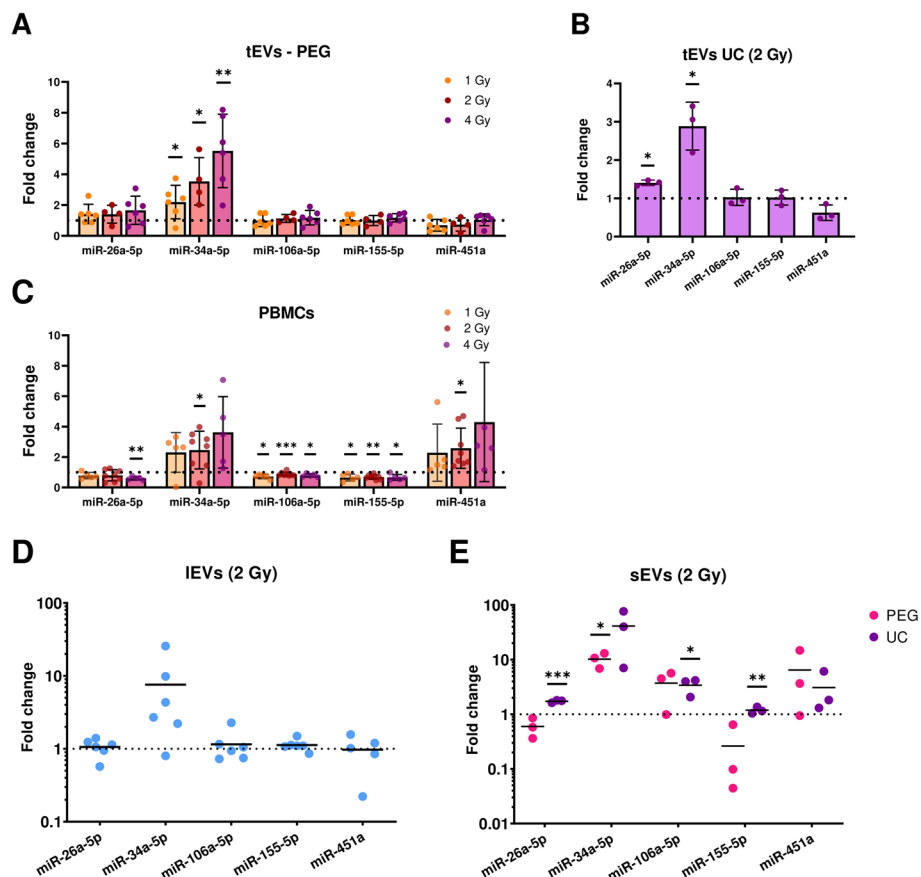 A
tEVs - PEG
Fold change
10
8
6
4
2
0
* * **
1 Gy
2 Gy
4 Gy
miR-26a-5p miR-34a-5p miR-106a-5p miR-155-5p miR-451a
B
tEVs UC (2 Gy)
Fold change
4
3
2
1
0
* *
miR-26a-5p miR-34a-5p miR-106a-5p miR-155-5p miR-451a
C
PBMCs
Fold change
10
8
6
4
2
0
** * * *** * * ** * *
1 Gy
2 Gy
4 Gy
miR-26a-5p miR-34a-5p miR-106a-5p miR-155-5p miR-451a
D
lEVs (2 Gy)
Fold change
100
10
1
0.1
miR-26a-5p miR-34a-5p miR-106a-5p miR-155-5p miR-451a
E
sEVs (2 Gy)
Fold change
100
10
1
0.1
0.01
*** * * **
PEG
UC
miR-26a-5p miR-34a-5p miR-106a-5p miR-155-5p miR-451a